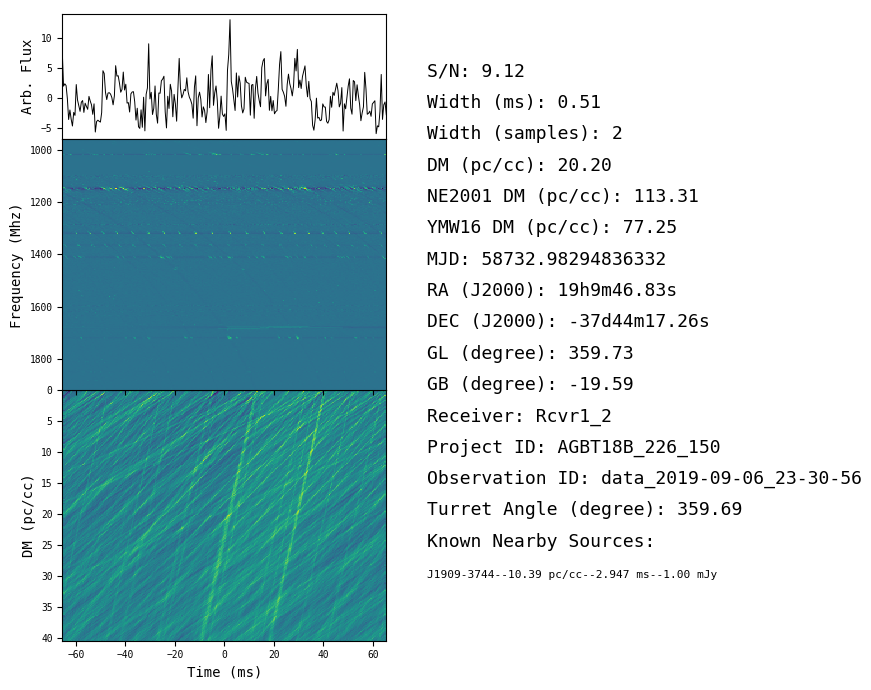 Arb. Flux
10
5
0
−5
Frequency (Mhz)
1000
1200
1400
1600
1800
DM (pc/cc)
0
5
10
15
20
25
30
35
40
−60
−40
−20
0
20
40
60
Time (ms)
S/N: 9.12
Width (ms): 0.51
Width (samples): 2
DM (pc/cc): 20.20
NE2001 DM (pc/cc): 113.31
YMW16 DM (pc/cc): 77.25
MJD: 58732.98294836332
RA (J2000): 19h9m46.83s
DEC (J2000): -37d44m17.26s
GL (degree): 359.73
GB (degree): -19.59
Receiver: Rcvr1_2
Project ID: AGBT18B_226_150
Observation ID: data_2019-09-06_23-30-56
Turret Angle (degree): 359.69
Known Nearby Sources:
J1909-3744--10.39 pc/cc--2.947 ms--1.00 mJy